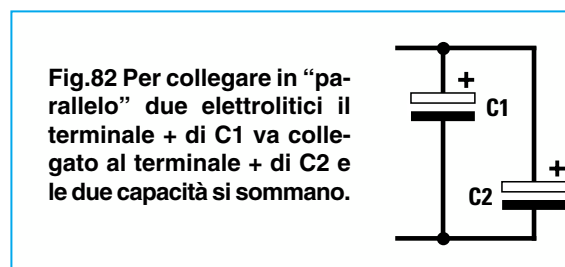 Fig.82 Per collegare in “pa-
rallelo” due elettrolitici il
terminale + di C1 va colle-
gato al terminale + di C2 e
le due capacità si sommano.
+
C1
+
C2